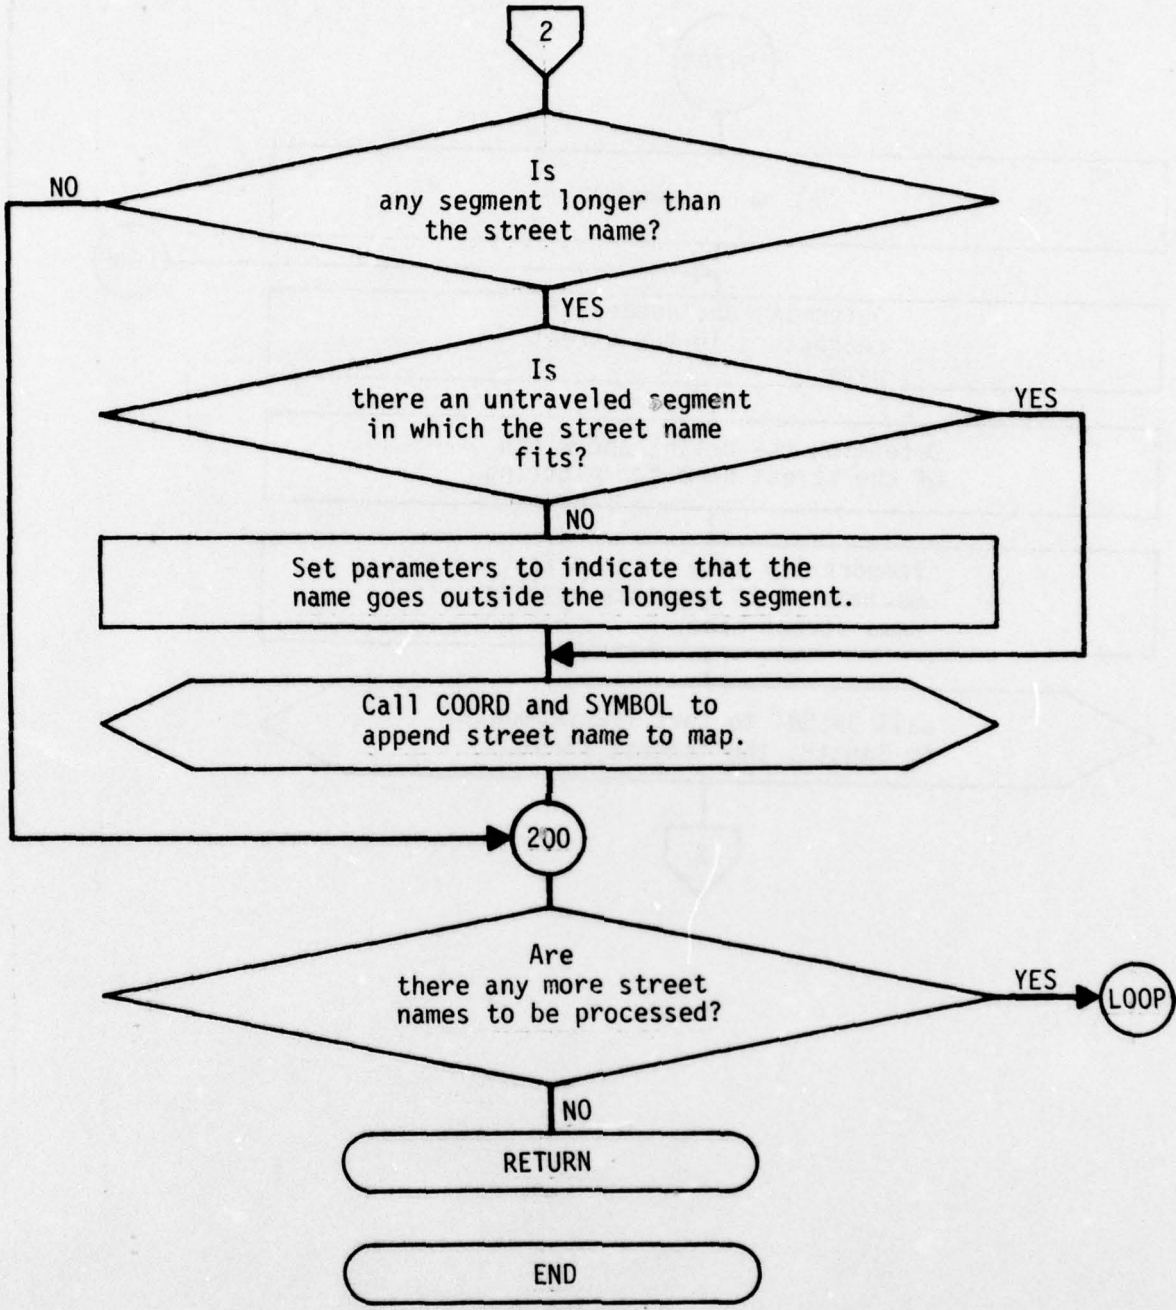 2
Is
any segment longer than
the street name?
NO
YES
Is
there an untraveled segment
in which the street name
fits?
YES
NO
Set parameters to indicate that the
name goes outside the longest segment.
Call COORD and SYMBOL to
append street name to map.
200
Are
there any more street
names to be processed?
YES
LOOP
NO
RETURN
END